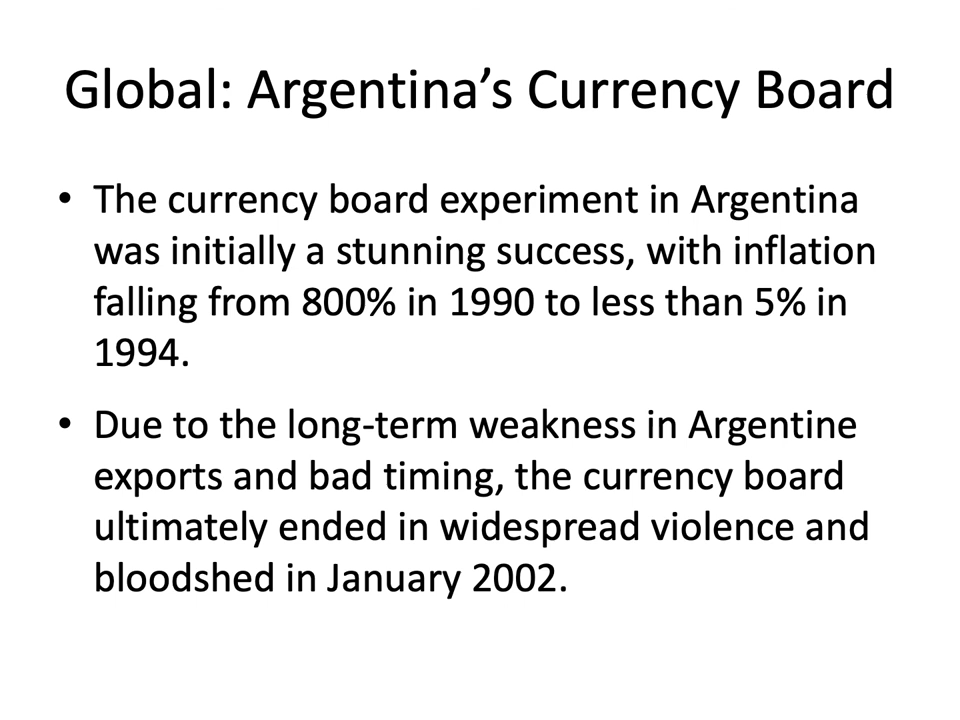 Global: Argentina’s Currency Board
• The currency board experiment in Argentina
was initially a stunning success, with inflation
falling from 800% in 1990 to less than 5% in
1994.
• Due to the long-term weakness in Argentine
exports and bad timing, the currency board
ultimately ended in widespread violence and
bloodshed in January 2002.